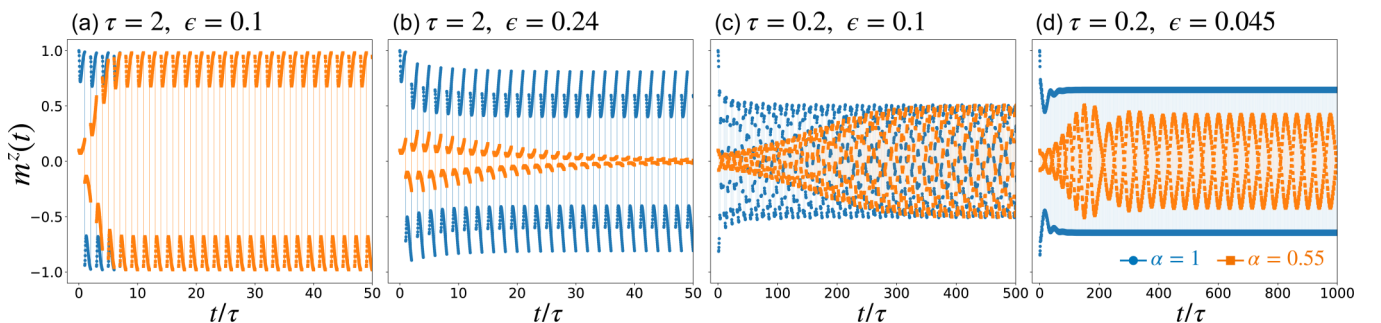 (a) τ = 2, ϵ = 0.1
(b) τ = 2, ϵ = 0.24
(c) τ = 0.2, ϵ = 0.1
(d) τ = 0.2, ϵ = 0.045
m^z(t)
1.0
0.5
0.0
−0.5
−1.0
0 10 20 30 40 50
0 10 20 30 40 50
0 100 200 300 400 500
0 200 400 600 800 1000
t/τ
t/τ
t/τ
t/τ
α = 1
α = 0.55